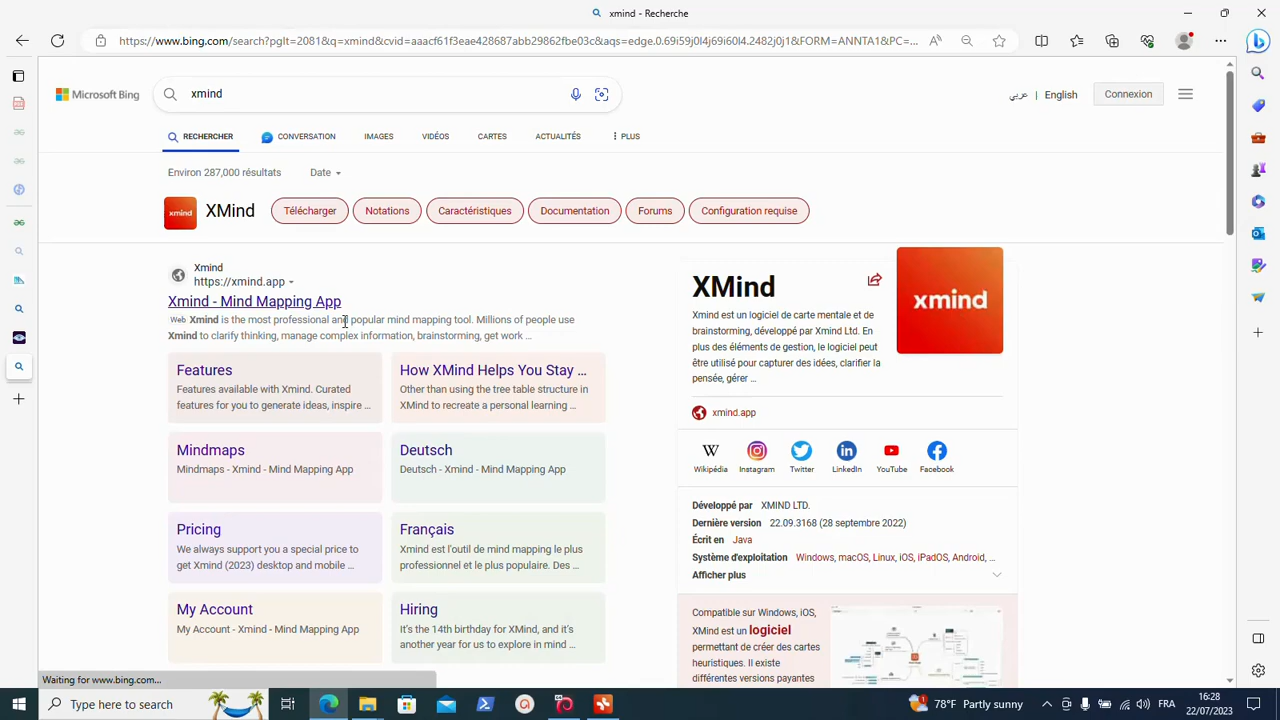 xmind - Recherche
https://www.bing.com/search?pglt=2081&q=xmind&cvid=aaacf61f3eae428687abb29862fbe03c&aqs=edge.0.69i59j0l4j69i60l4.2482j0j1&FORM=ANNTA1&PC=...
Microsoft Bing
xmind
عربي | English
Connexion
RECHERCHER
CONVERSATION
IMAGES
VIDÉOS
CARTES
ACTUALITÉS
PLUS
Environ 287,000 résultats
Date
xmind
XMind
Télécharger
Notations
Caractéristiques
Documentation
Forums
Configuration requise
Xmind
https://xmind.app
Xmind - Mind Mapping App
Web Xmind is the most professional and popular mind mapping tool. Millions of people use
Xmind to clarify thinking, manage complex information, brainstorming, get work ...
Features
Features available with Xmind. Curated
features for you to generate ideas, inspire ...
How XMind Helps You Stay ...
Other than using the tree table structure in
XMind to recreate a personal learning ...
Mindmaps
Mindmaps - Xmind - Mind Mapping App
Deutsch
Deutsch - Xmind - Mind Mapping App
Pricing
We always support you a special price to
get Xmind (2023) desktop and mobile ...
Français
Xmind est l'outil de mind mapping le plus
professionnel et le plus populaire. Des ...
My Account
My Account - Xmind - Mind Mapping App
Hiring
It's the 14th birthday for XMind, and it's
another year for us to explore in mind ...
XMind
xmind
Xmind est un logiciel de carte mentale et de
brainstorming, développé par Xmind Ltd. En
plus des éléments de gestion, le logiciel peut
être utilisé pour capturer des idées, clarifier la
pensée, gérer ...
xmind.app
W
Wikipédia
Instagram
Twitter
LinkedIn
YouTube
Facebook
Développé par XMIND LTD.
Dernière version 22.09.3168 (28 septembre 2022)
Écrit en Java
Système d'exploitation Windows, macOS, Linux, iOS, iPadOS, Android, ...
Afficher plus
Compatible sur Windows, iOS,
XMind est un logiciel
permettant de créer des cartes
heuristiques. Il existe
différentes versions payantes
Waiting for www.bing.com...
Type here to search
78°F Partly sunny
FRA
16:28
22/07/2023